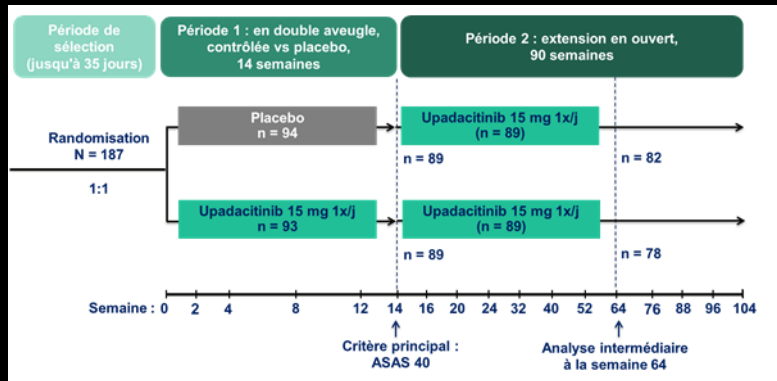 Période de
sélection
(jusqu'à 35 jours)
Période 1 : en double aveugle,
contrôlée vs placebo,
14 semaines
Période 2 : extension en ouvert,
90 semaines
Randomisation
N = 187
1:1
Placebo
n = 94
Upadacitinib 15 mg 1x/j
(n = 89)
n = 89
n = 82
Upadacitinib 15 mg 1x/j
n = 93
Upadacitinib 15 mg 1x/j
(n = 89)
n = 89
n = 78
Semaine : 0 2 4 8 12 14 16 20 24 32 40 52 64 76 88 96 104
Critère principal :
ASAS 40
Analyse intermédiaire
à la semaine 64